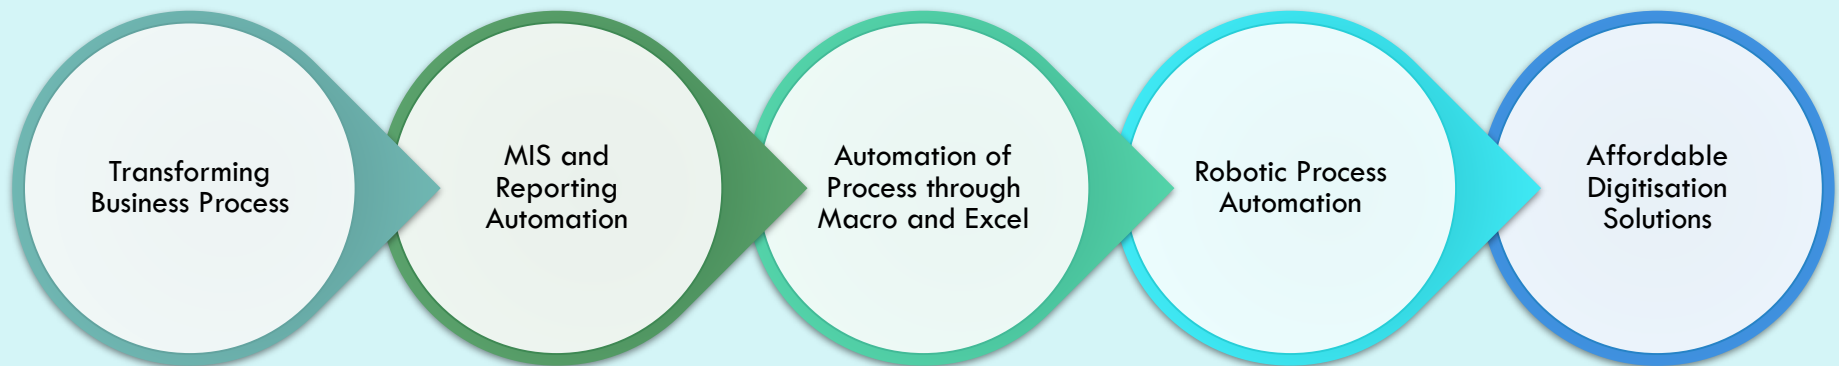 Transforming
Business Process
MIS and
Reporting
Automation
Automation of
Process through
Macro and Excel
Robotic Process
Automation
Affordable
Digitisation
Solutions